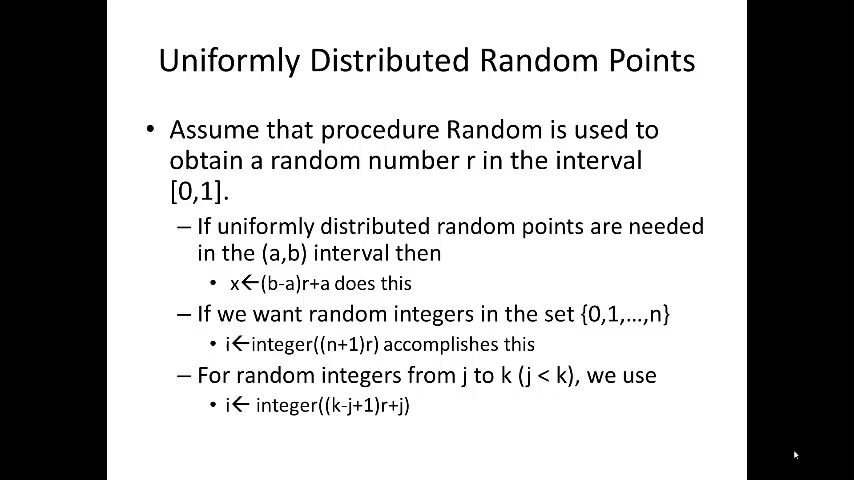 Uniformly Distributed Random Points
• Assume that procedure Random is used to
obtain a random number r in the interval
[0,1].
– If uniformly distributed random points are needed
in the (a,b) interval then
• x←(b-a)r+a does this
– If we want random integers in the set {0,1,…,n}
• i←integer((n+1)r) accomplishes this
– For random integers from j to k (j < k), we use
• i← integer((k-j+1)r+j)